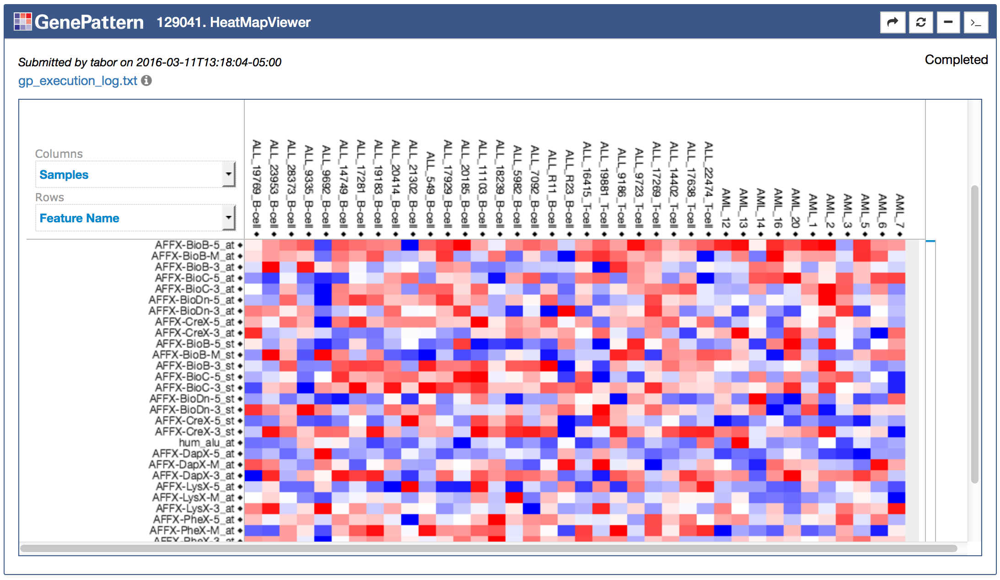 GenePattern 129041. HeatMapViewer
>_
Submitted by tabor on 2016-03-11T13:18:04-05:00
Completed
gp_execution_log.txt
Columns
Samples
Rows
Feature Name
ALL_19769_B-cell
ALL_23953_B-cell
ALL_28373_B-cell
ALL_9335_B-cell
ALL_9692_B-cell
ALL_14749_B-cell
ALL_17281_B-cell
ALL_19183_B-cell
ALL_20414_B-cell
ALL_21302_B-cell
ALL_549_B-cell
ALL_17929_B-cell
ALL_20185_B-cell
ALL_11103_B-cell
ALL_18239_B-cell
ALL_5982_B-cell
ALL_7092_B-cell
ALL_R11_B-cell
ALL_R23_B-cell
ALL_16415_T-cell
ALL_19881_T-cell
ALL_9186_T-cell
ALL_9723_T-cell
ALL_17269_T-cell
ALL_14402_T-cell
ALL_17638_T-cell
ALL_22474_T-cell
AML_12
AML_13
AML_14
AML_16
AML_20
AML_1
AML_2
AML_3
AML_5
AML_6
AML_7
AFFX-BioB-5_at
AFFX-BioB-M_at
AFFX-BioB-3_at
AFFX-BioC-5_at
AFFX-BioC-3_at
AFFX-BioDn-5_at
AFFX-BioDn-3_at
AFFX-CreX-5_at
AFFX-CreX-3_at
AFFX-BioB-5_st
AFFX-BioB-M_st
AFFX-BioB-3_st
AFFX-BioC-5_st
AFFX-BioC-3_st
AFFX-BioDn-5_st
AFFX-BioDn-3_st
AFFX-CreX-5_st
AFFX-CreX-3_st
hum_alu_at
AFFX-DapX-5_at
AFFX-DapX-M_at
AFFX-DapX-3_at
AFFX-LysX-5_at
AFFX-LysX-M_at
AFFX-LysX-3_at
AFFX-PheX-5_at
AFFX-PheX-M_at
AFFX-PheX-3_at